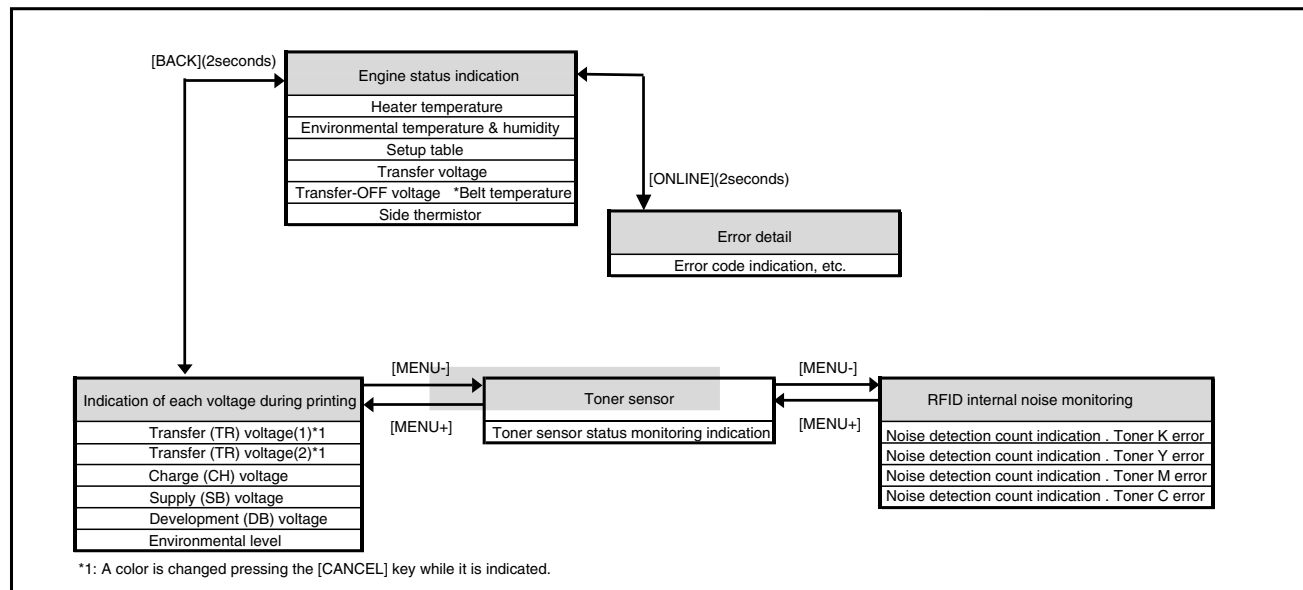 [BACK](2seconds)
Engine status indication
Heater temperature
Environmental temperature & humidity
Setup table
Transfer voltage
Transfer-OFF voltage *Belt temperature
Side thermistor
[ONLINE](2seconds)
Error detail
Error code indication, etc.
Indication of each voltage during printing
Transfer (TR) voltage(1)*1
Transfer (TR) voltage(2)*1
Charge (CH) voltage
Supply (SB) voltage
Development (DB) voltage
Environmental level
[MENU-]
[MENU+]
Toner sensor
Toner sensor status monitoring indication
[MENU-]
[MENU+]
RFID internal noise monitoring
Noise detection count indication . Toner K error
Noise detection count indication . Toner Y error
Noise detection count indication . Toner M error
Noise detection count indication . Toner C error
*1: A color is changed pressing the [CANCEL] key while it is indicated.